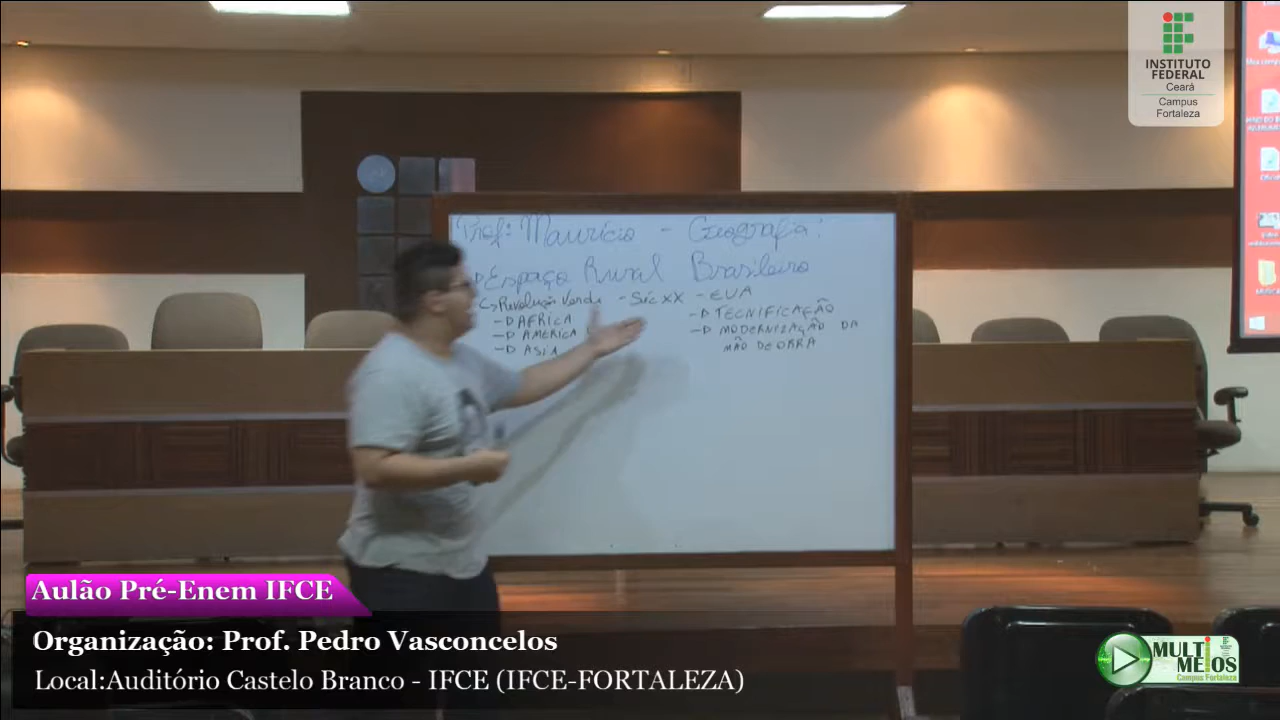 INSTITUTO
FEDERAL
Ceará
Campus
Fortaleza
Prof: Maurício - Geografia:
Espaço Rural Brasileiro
Revolução Verde - Séc XX - EUA
- ÁFRICA
- AMÉRICA
- ASIA
- TECNIFICAÇÃO
- MODERNIZAÇÃO DA
MÃO DE OBRA
Aulão Pré-Enem IFCE
Organização: Prof. Pedro Vasconcelos
Local:Auditório Castelo Branco - IFCE (IFCE-FORTALEZA)
MULTIMEIOS
Campus Fortaleza